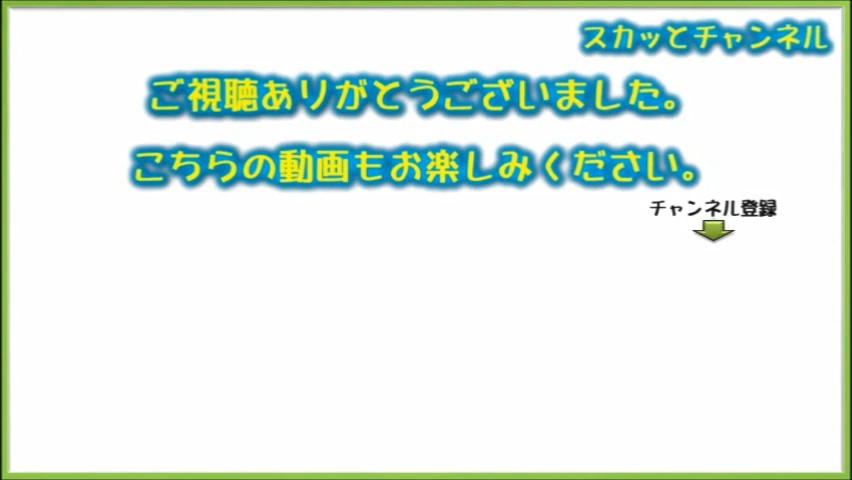 スカッとチャンネル
ご視聴ありがとうございました。
こちらの動画もお楽しみください。
チャンネル登録